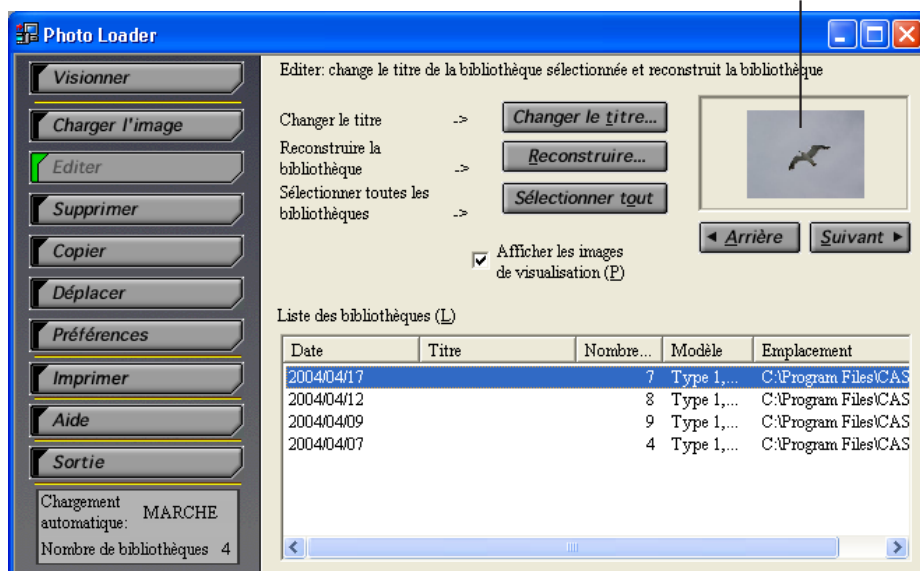 Photo Loader
Visionner
Charger l'image
Editer
Supprimer
Copier
Déplacer
Préférences
Imprimer
Aide
Sortie
Chargement
automatique: MARCHE
Nombre de bibliothèques 4
Editer: change le titre de la bibliothèque sélectionnée et reconstruit la bibliothèque
Changer le titre -> Changer le titre...
Reconstruire la
bibliothèque -> Reconstruire...
Sélectionner toutes les
bibliothèques -> Sélectionner tout
Afficher les images
de visualisation (P)
Arrière Suivant
Liste des bibliothèques (L)
Date Titre Nombre... Modèle Emplacement
2004/04/17 7 Type 1,... C:\Program Files\CAS
2004/04/12 8 Type 1,... C:\Program Files\CAS
2004/04/09 9 Type 1,... C:\Program Files\CAS
2004/04/07 4 Type 1,... C:\Program Files\CAS